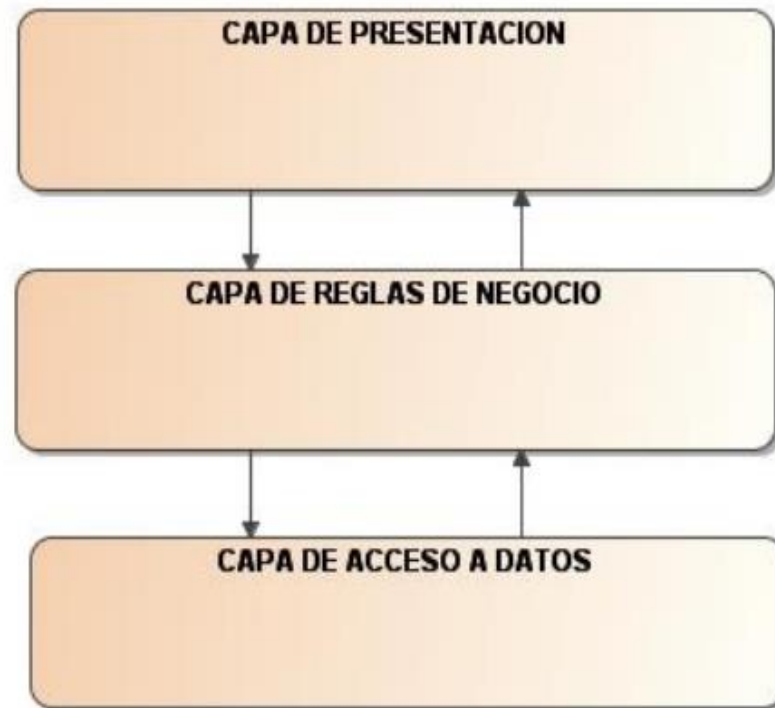 CAPA DE PRESENTACION
CAPA DE REGLAS DE NEGOCIO
CAPA DE ACCESO A DATOS